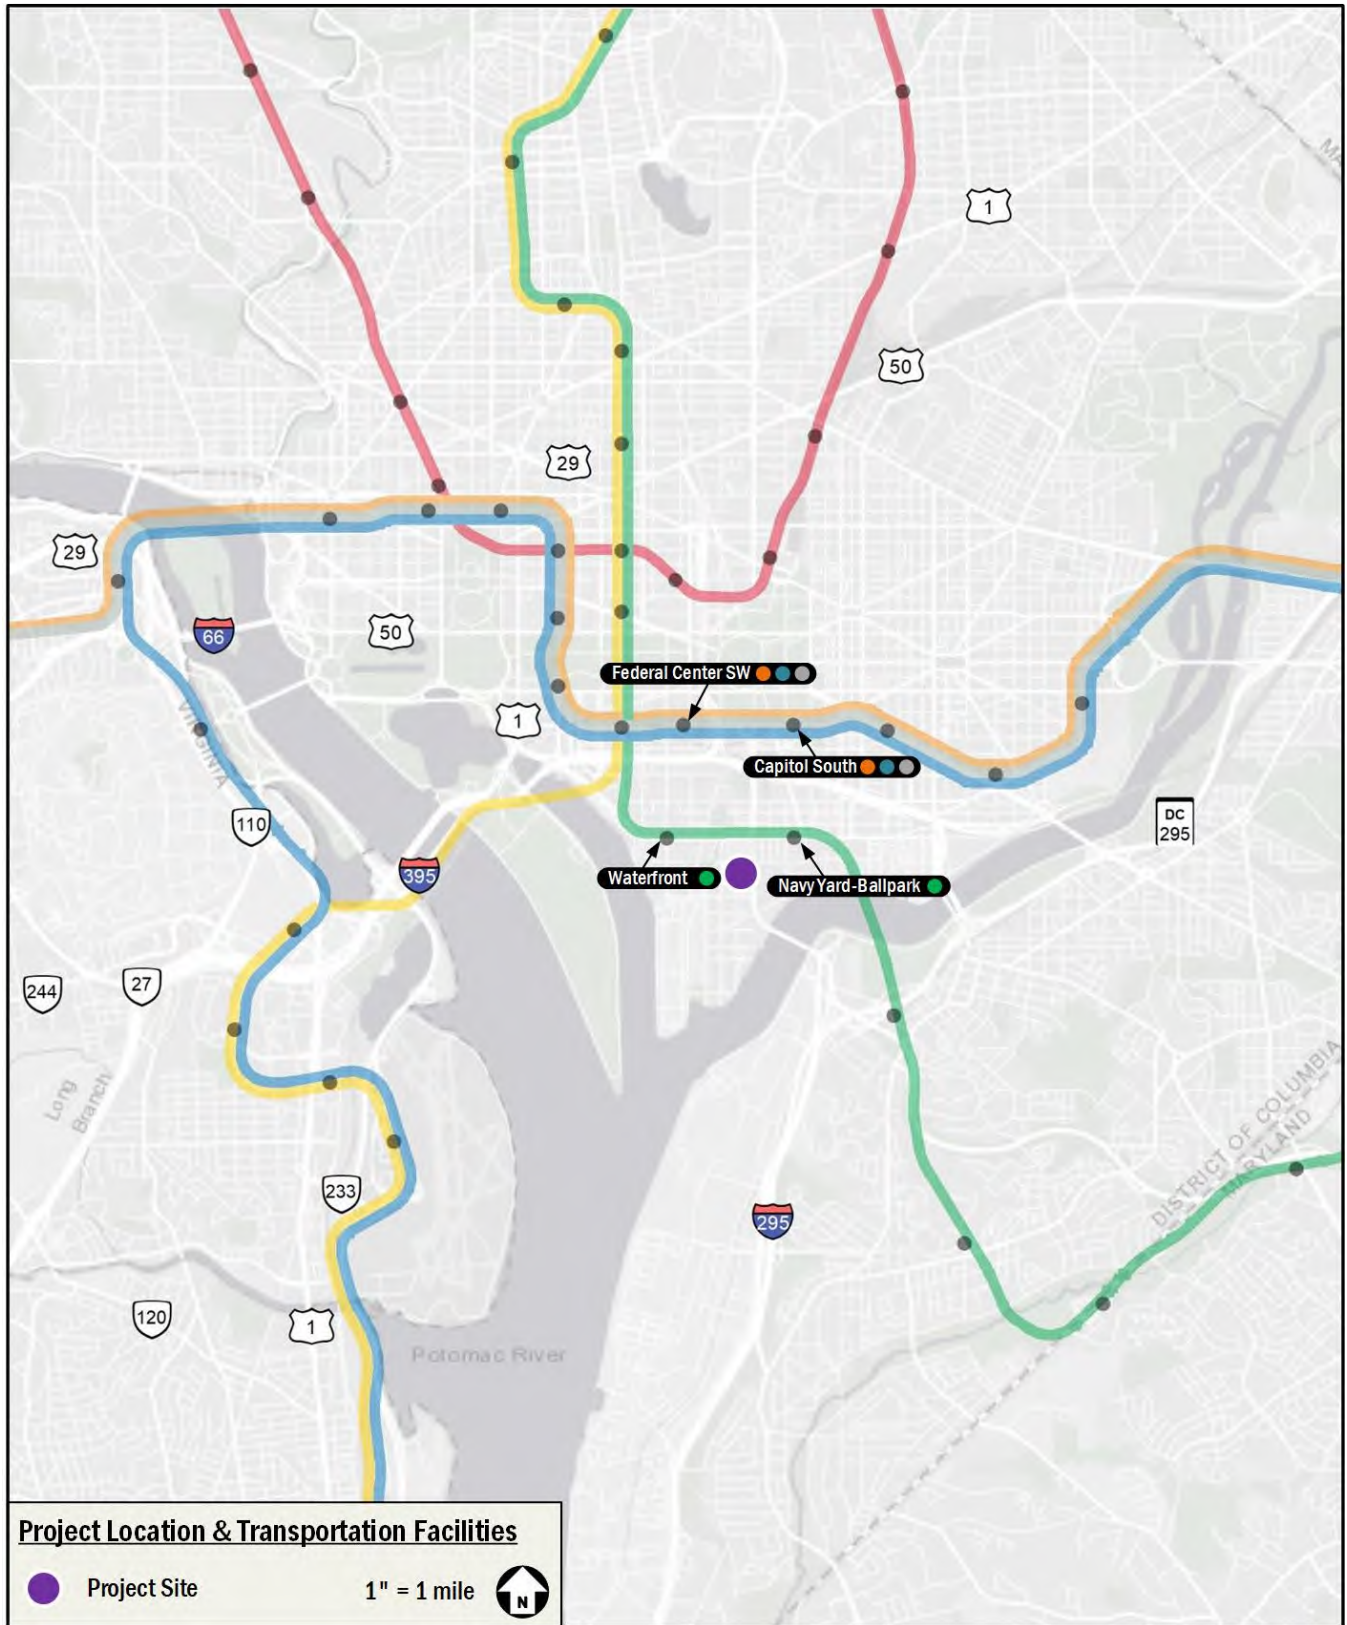 MA
1
50
29
29
66
50
Federal Center SW
1
VIRGINIA
Capitol South
110
DC
295
395
Waterfront
Navy Yard-Ballpark
244
27
Long
Branch
DISTRICT OF COLUMBIA
MARYLAND
233
295
120
1
Potomac River
Project Location & Transportation Facilities
Project Site
1" = 1 mile
N